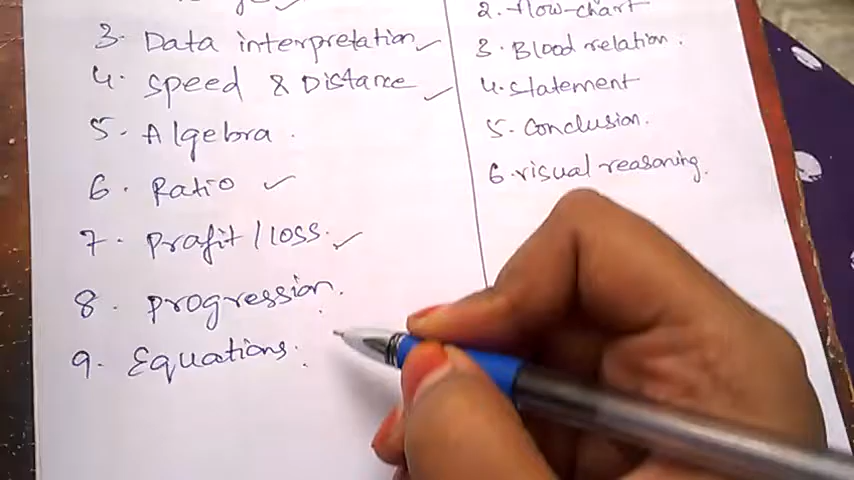 3. Data interpretation ✓
4. Speed & Distance ✓
5. Algebra.
6. Ratio ✓
7. Profit / loss. ✓
8. Progression.
9. Equations.
2. flow-chart
3. Blood relation.
4. statement
5. conclusion.
6. visual reasoning.